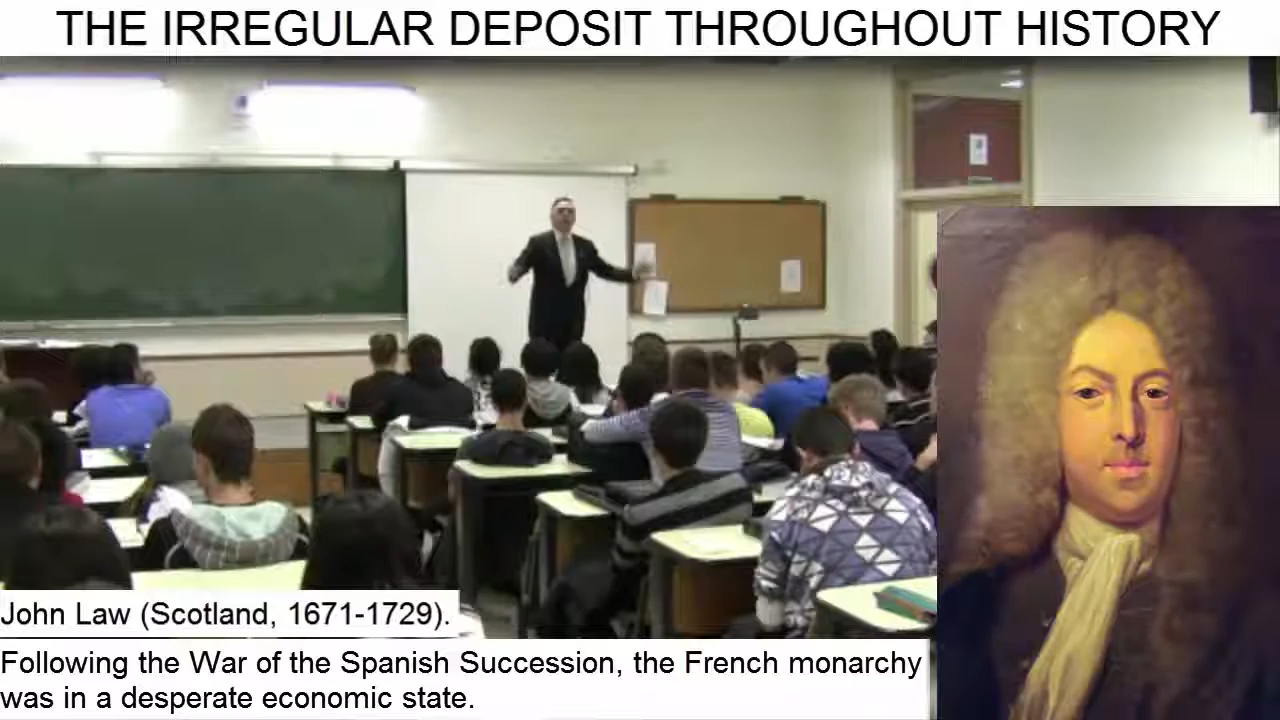 THE IRREGULAR DEPOSIT THROUGHOUT HISTORY
John Law (Scotland, 1671-1729).
Following the War of the Spanish Succession, the French monarchy
was in a desperate economic state.